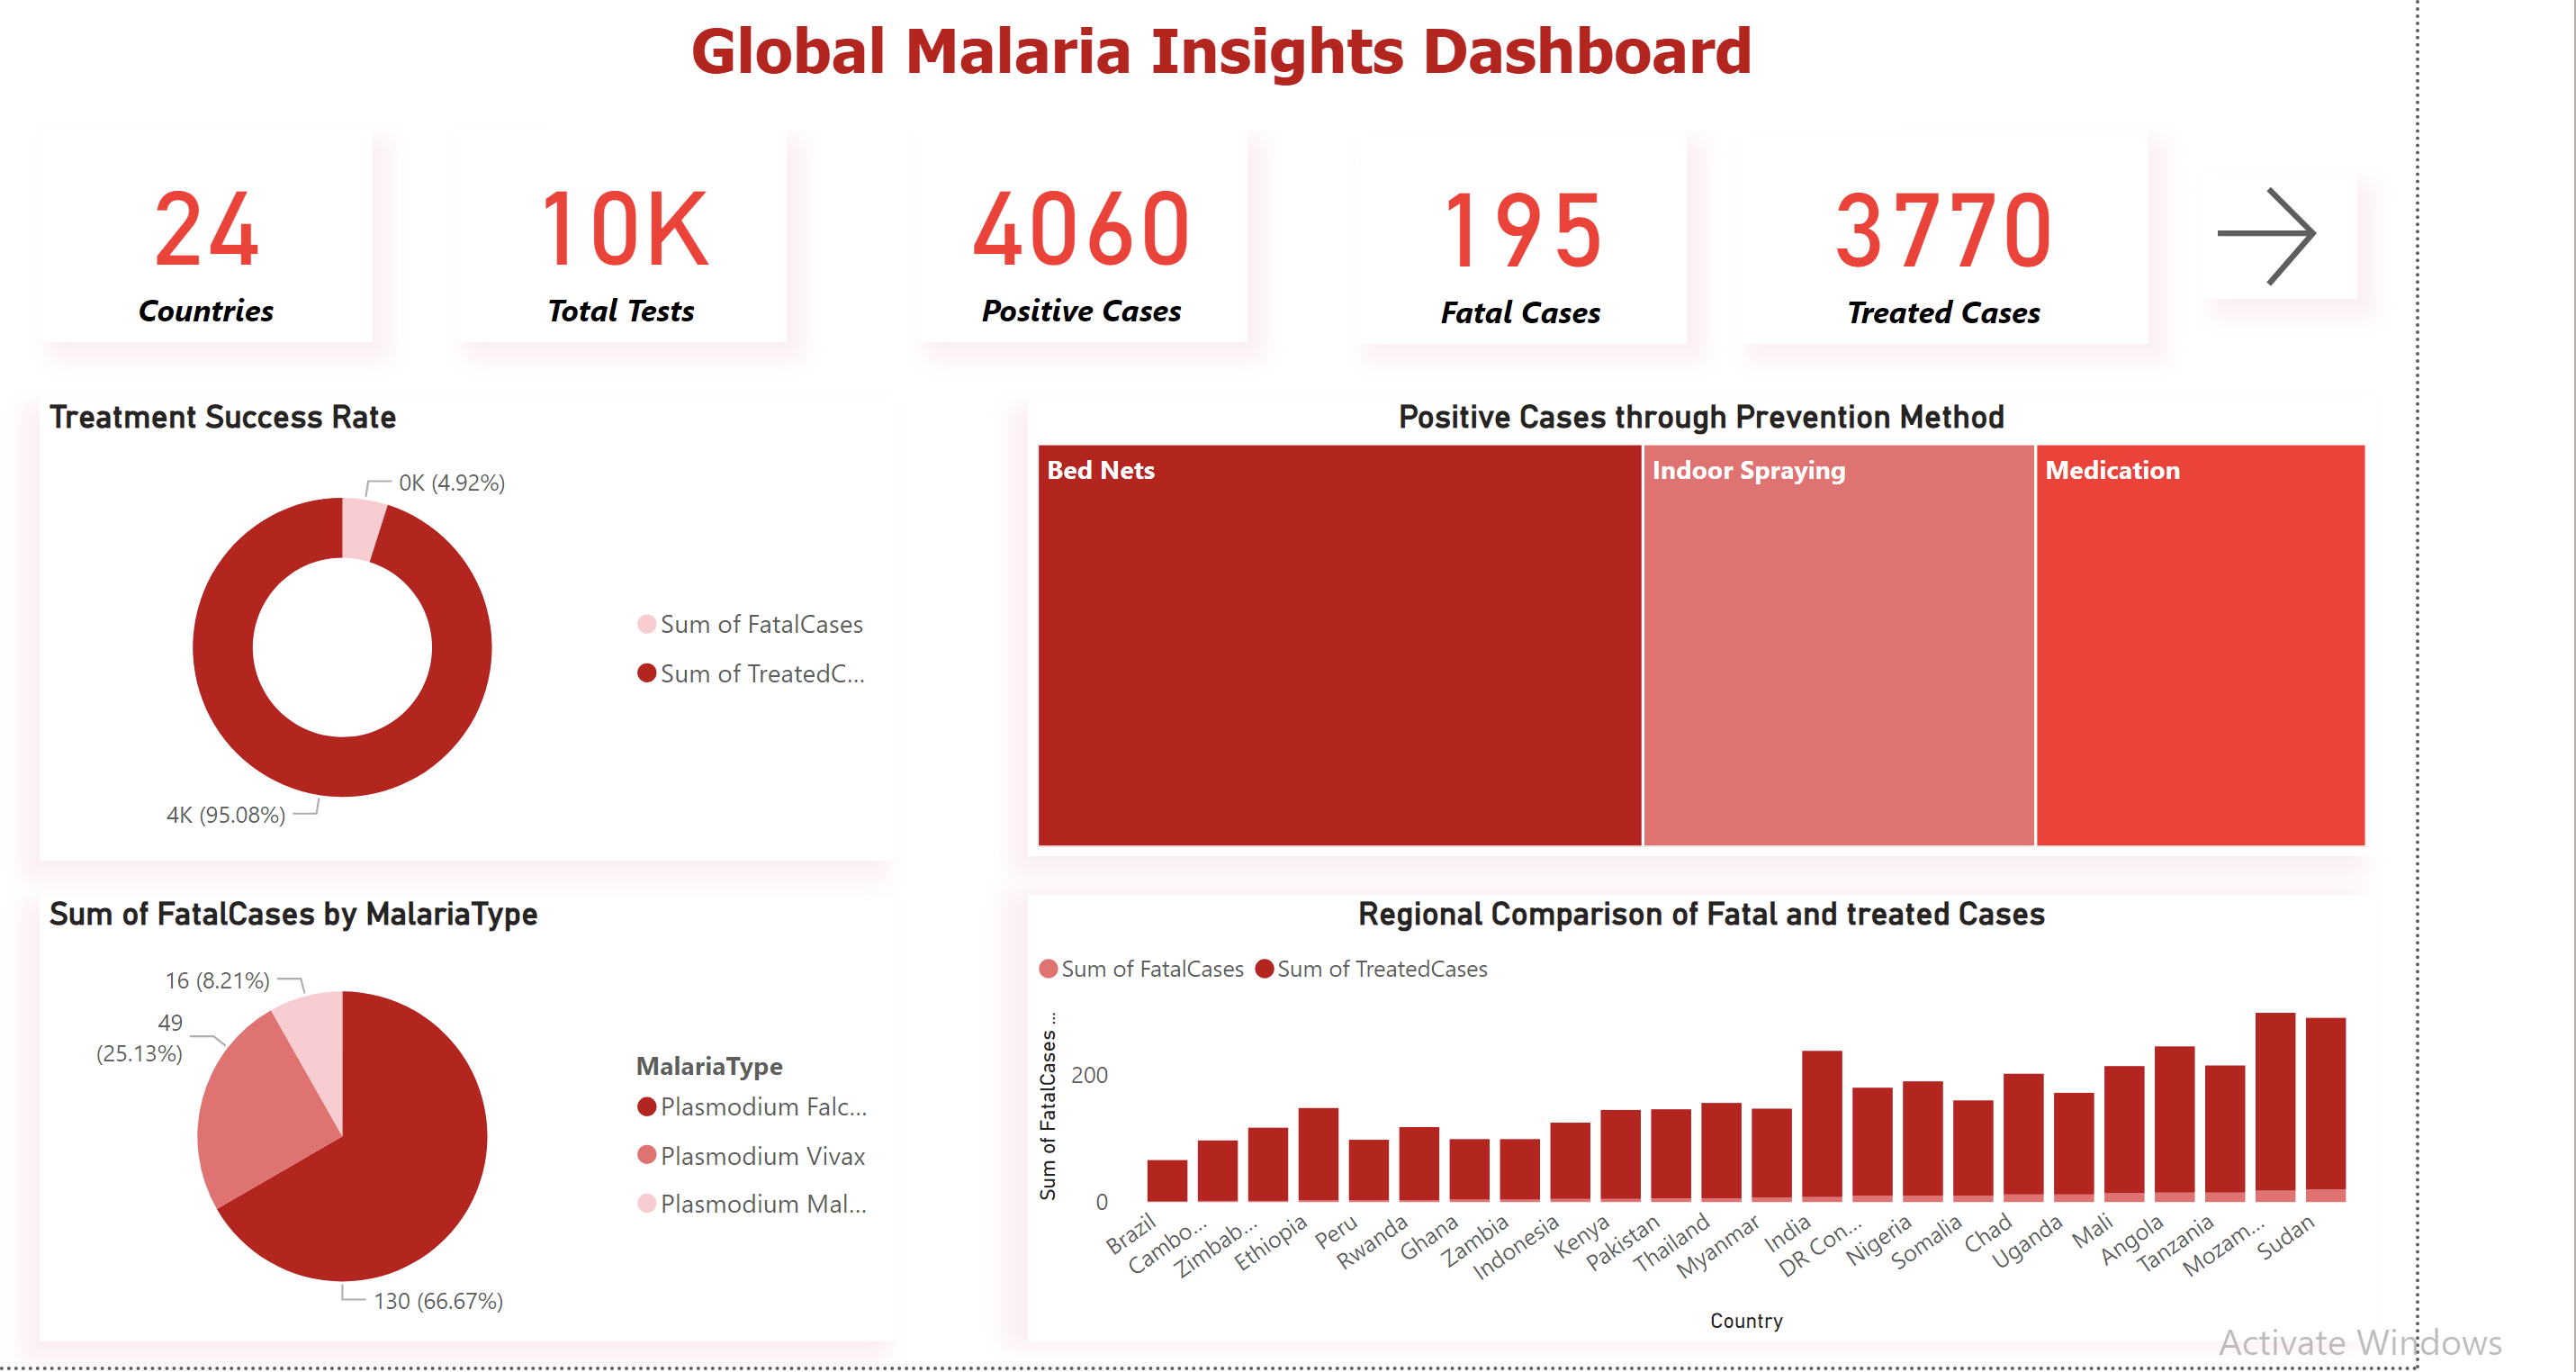 Global Malaria Insights Dashboard
24
Countries
10K
Total Tests
4060
Positive Cases
195
Fatal Cases
3770
Treated Cases
Treatment Success Rate
0K (4.92%)
4K (95.08%)
Sum of FatalCases
Sum of TreatedC...
Positive Cases through Prevention Method
Bed Nets
Indoor Spraying
Medication
Sum of FatalCases by MalariaType
16 (8.21%)
49
(25.13%)
130 (66.67%)
MalariaType
Plasmodium Falc...
Plasmodium Vivax
Plasmodium Mal...
Regional Comparison of Fatal and treated Cases
Sum of FatalCases
Sum of TreatedCases
Sum of FatalCases ...
200
0
Brazil
Cambo...
Zimbab...
Ethiopia
Peru
Rwanda
Ghana
Zambia
Indonesia
Kenya
Pakistan
Thailand
Myanmar
India
DR Con...
Nigeria
Somalia
Chad
Uganda
Mali
Angola
Tanzania
Mozam...
Sudan
Country
Activate Windows